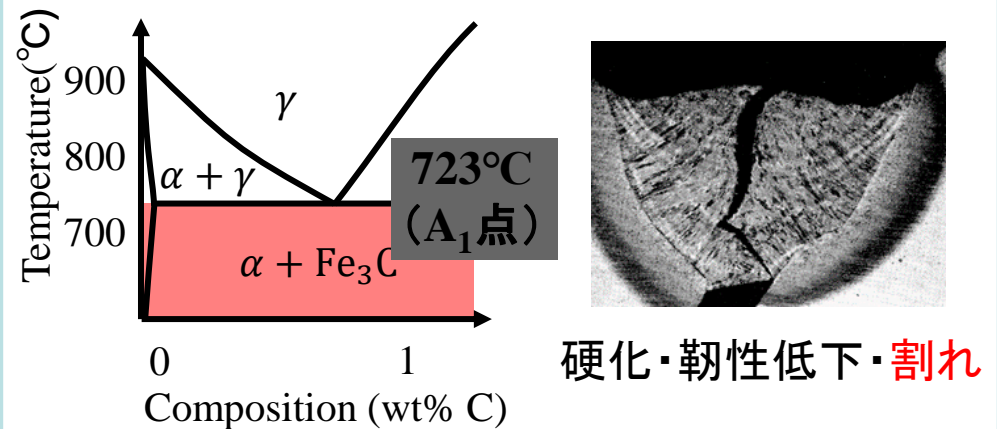 Temperature(℃)
900
800
700
γ
α + γ
α + Fe₃C
723℃
（A₁点）
0
1
Composition (wt% C)
硬化・靭性低下・割れ